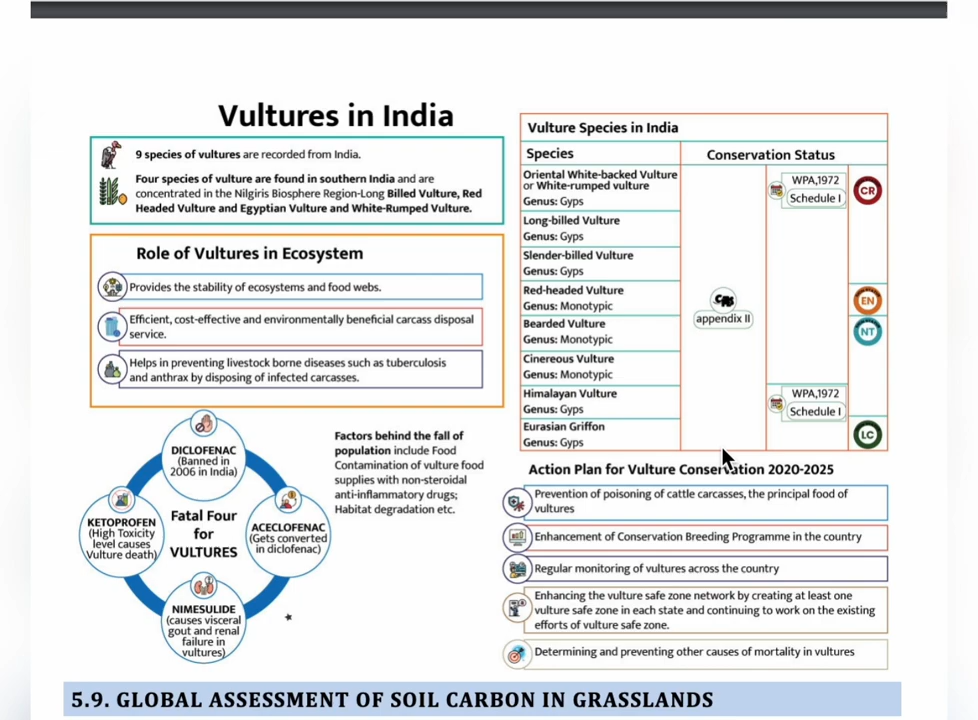 Vultures in India
9 species of vultures are recorded from India.
Four species of vulture are found in southern India and are
concentrated in the Nilgiris Biosphere Region-Long Billed Vulture, Red
Headed Vulture and Egyptian Vulture and White-Rumped Vulture.
Role of Vultures in Ecosystem
Provides the stability of ecosystems and food webs.
Efficient, cost-effective and environmentally beneficial carcass disposal
service.
Helps in preventing livestock borne diseases such as tuberculosis
and anthrax by disposing of infected carcasses.
DICLOFENAC
(Banned in
2006 in India)
KETOPROFEN
(High Toxicity
level causes
Vulture death)
Fatal Four
for
VULTURES
ACECLOFENAC
(Gets converted
in diclofenac)
NIMESULIDE
(causes visceral
gout and renal
failure in
vultures)
Factors behind the fall of
population include Food
Contamination of vulture food
supplies with non-steroidal
anti-inflammatory drugs;
Habitat degradation etc.
*
Vulture Species in India
Species
Conservation Status
Oriental White-backed Vulture
or White-rumped vulture
Genus: Gyps
Long-billed Vulture
Genus: Gyps
Slender-billed Vulture
Genus: Gyps
Red-headed Vulture
Genus: Monotypic
Bearded Vulture
Genus: Monotypic
Cinereous Vulture
Genus: Monotypic
Himalayan Vulture
Genus: Gyps
Eurasian Griffon
Genus: Gyps
appendix II
WPA,1972
Schedule I
WPA,1972
Schedule I
CR
EN
NT
LC
Action Plan for Vulture Conservation 2020-2025
Prevention of poisoning of cattle carcasses, the principal food of
vultures
Enhancement of Conservation Breeding Programme in the country
Regular monitoring of vultures across the country
Enhancing the vulture safe zone network by creating at least one
vulture safe zone in each state and continuing to work on the existing
efforts of vulture safe zone.
Determining and preventing other causes of mortality in vultures
5.9. GLOBAL ASSESSMENT OF SOIL CARBON IN GRASSLANDS